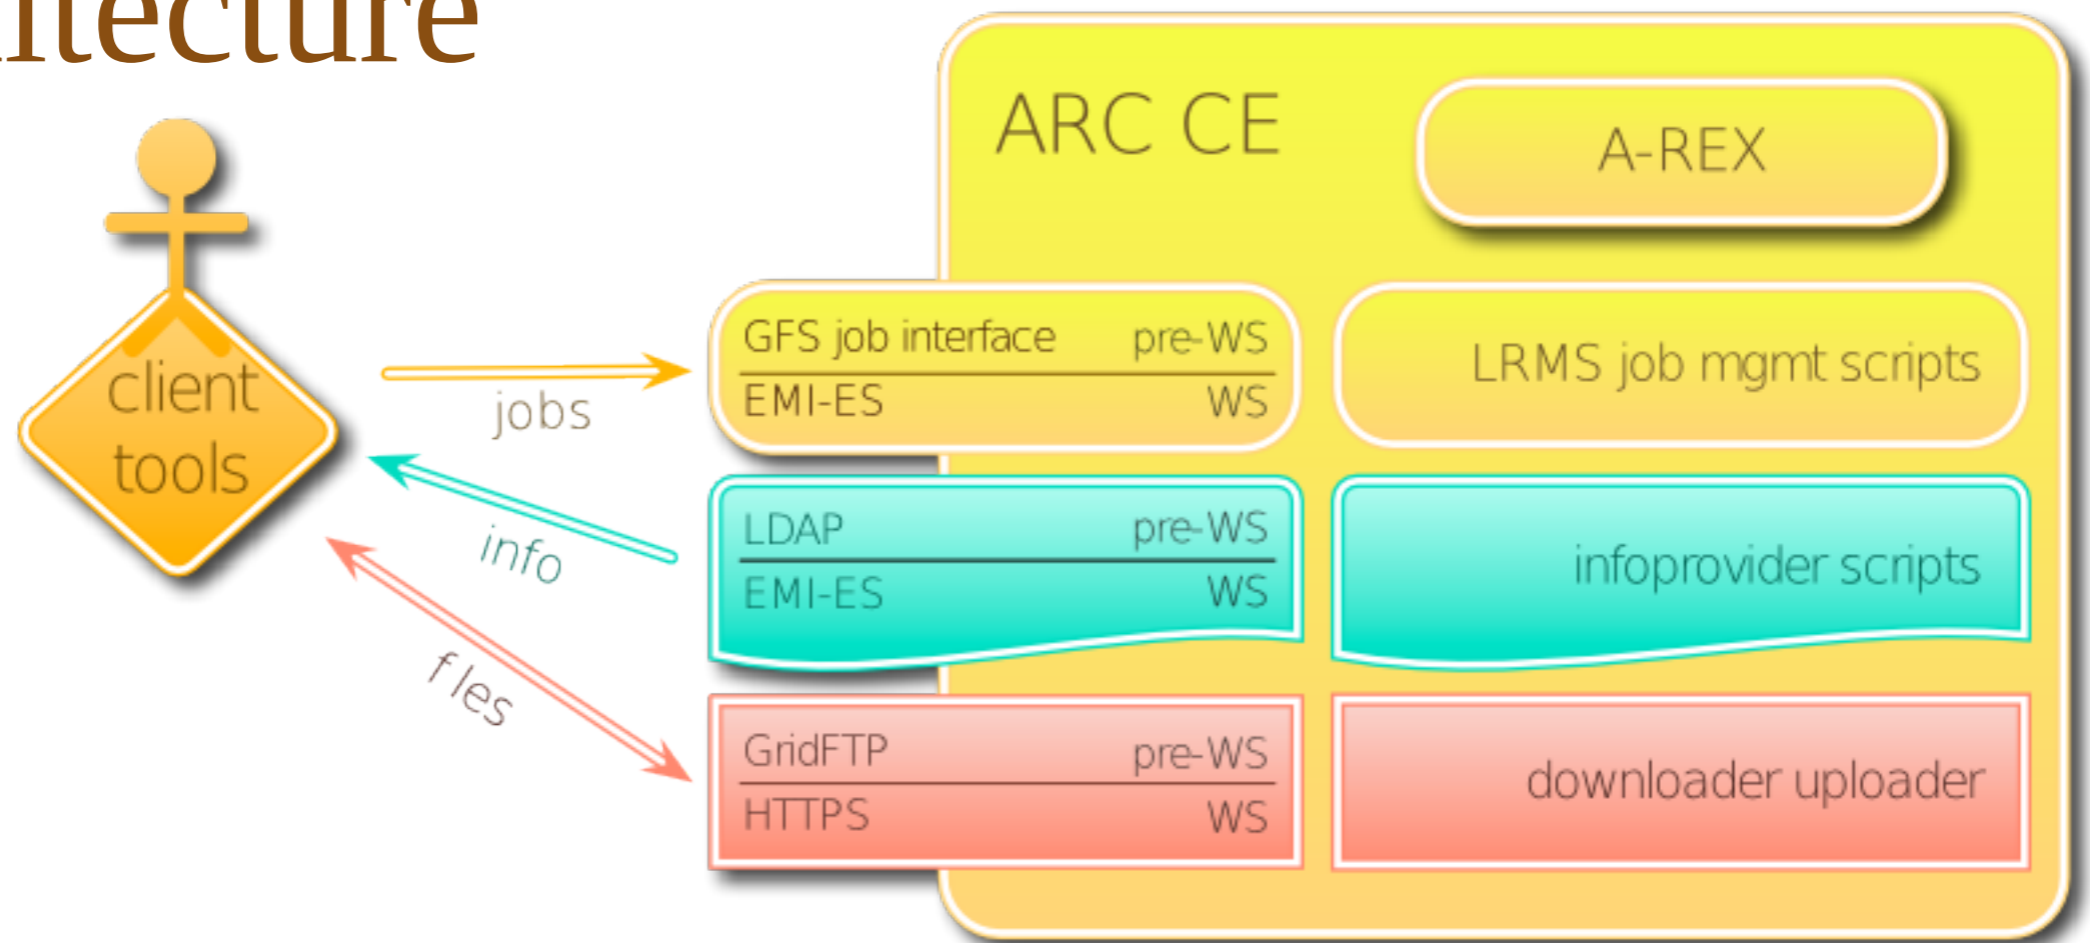 itecture
ARC CE
A-REX
client
tools
jobs
info
f les
GFS job interface pre-WS
EMI-ES WS
LRMS job mgmt scripts
LDAP pre-WS
EMI-ES WS
infoprovider scripts
GridFTP pre-WS
HTTPS WS
downloader uploader